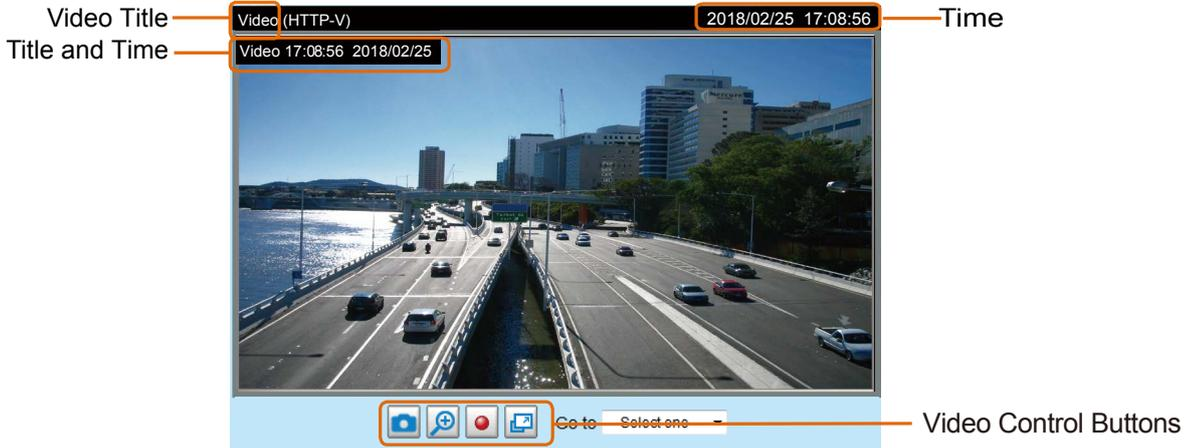 Video Title
Video (HTTP-V)
2018/02/25 17:08:56
Time
Title and Time
Video 17:08:56 2018/02/25
mercure
Go to
Select one
Video Control Buttons